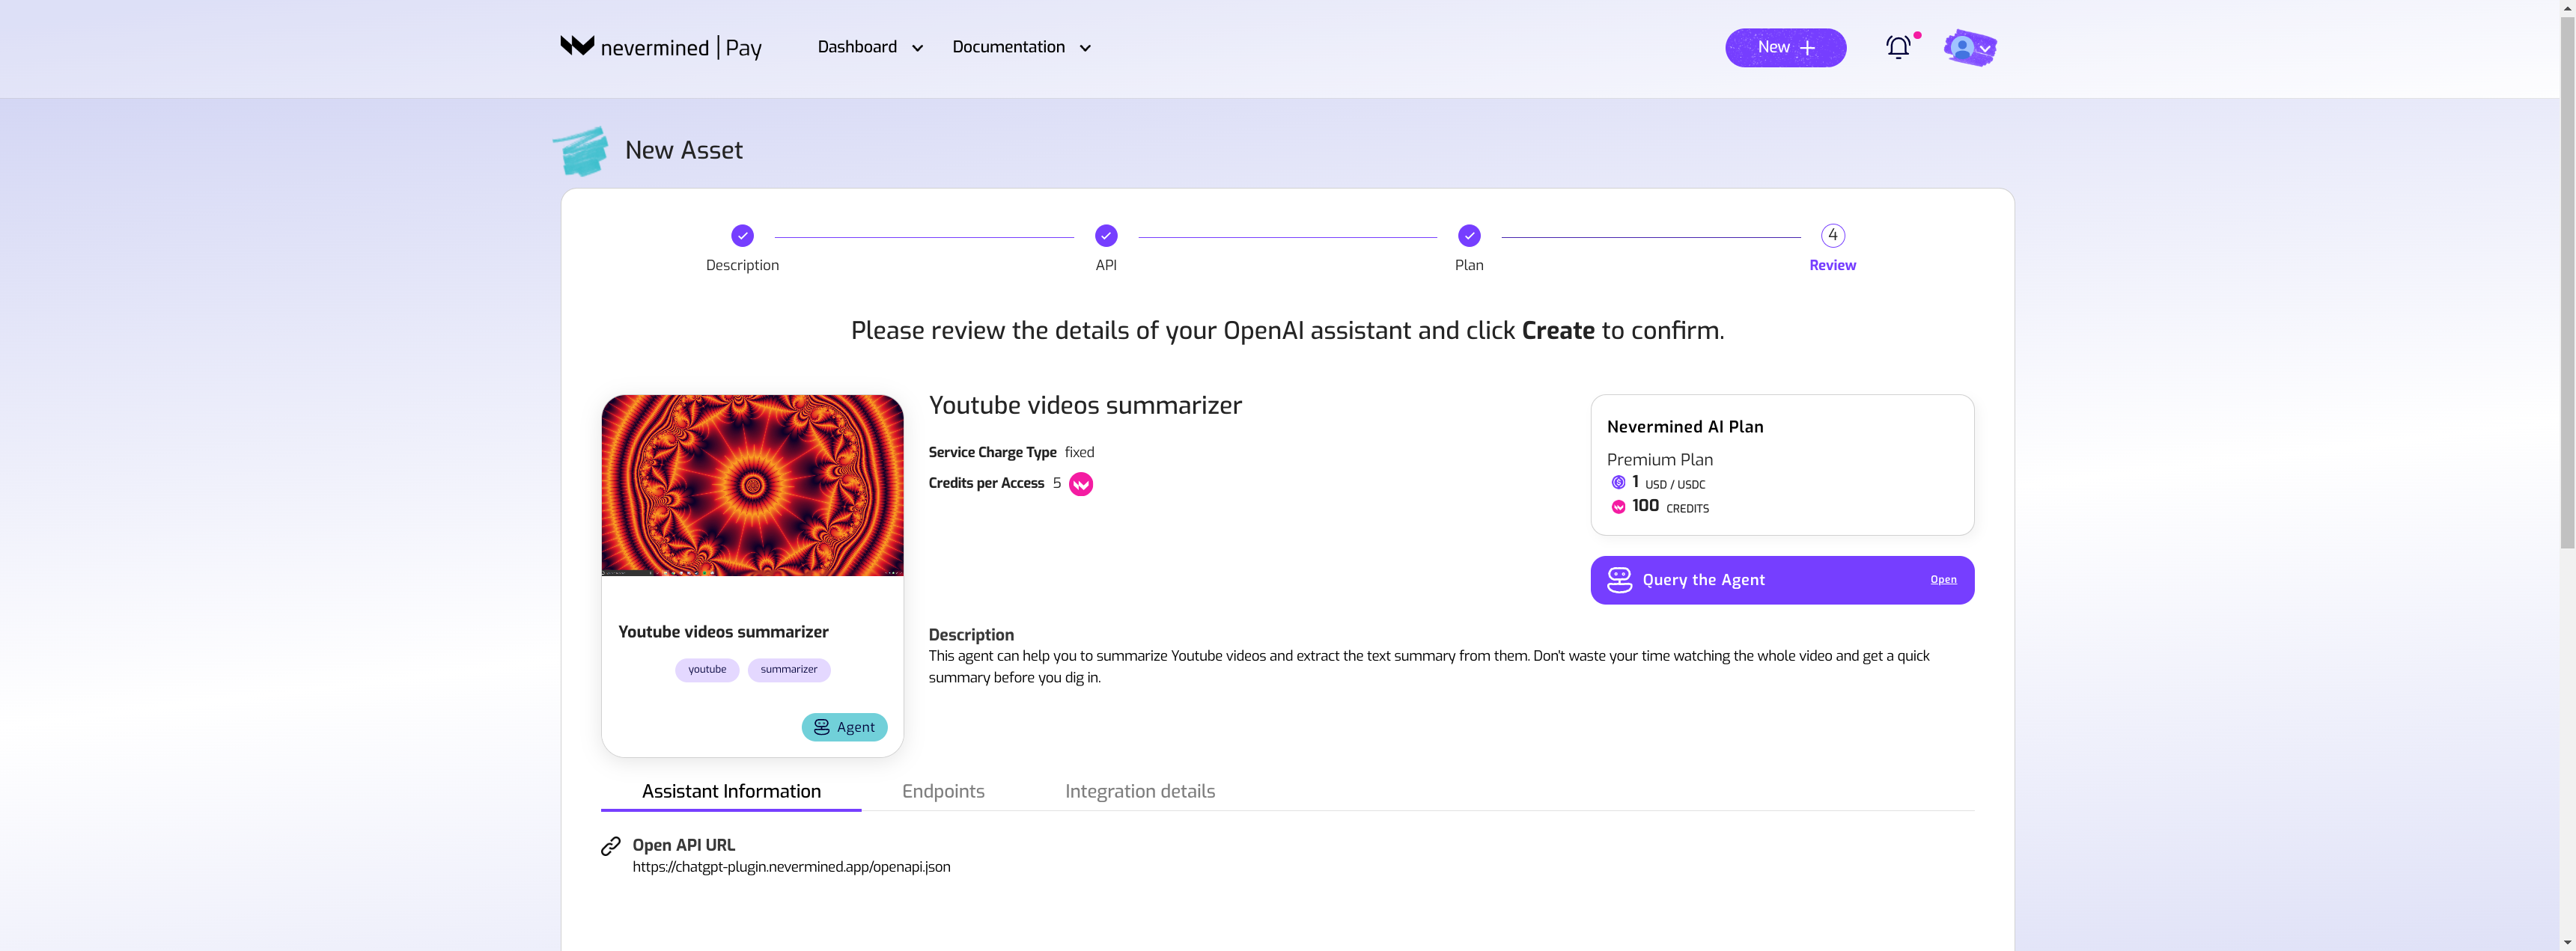 nevermined | Pay
Dashboard
Documentation
New +
New Asset
4
Description
API
Plan
Review
Please review the details of your OpenAI assistant and click Create to confirm.
Youtube videos summarizer
youtube
summarizer
Agent
Youtube videos summarizer
Service Charge Type fixed
Credits per Access 5
Nevermined AI Plan
Premium Plan
1 USD / USDC
100 CREDITS
Query the Agent
Open
Description
This agent can help you to summarize Youtube videos and extract the text summary from them. Don't waste your time watching the whole video and get a quick
summary before you dig in.
Assistant Information
Endpoints
Integration details
Open API URL
https://chatgpt-plugin.nevermined.app/openapi.json